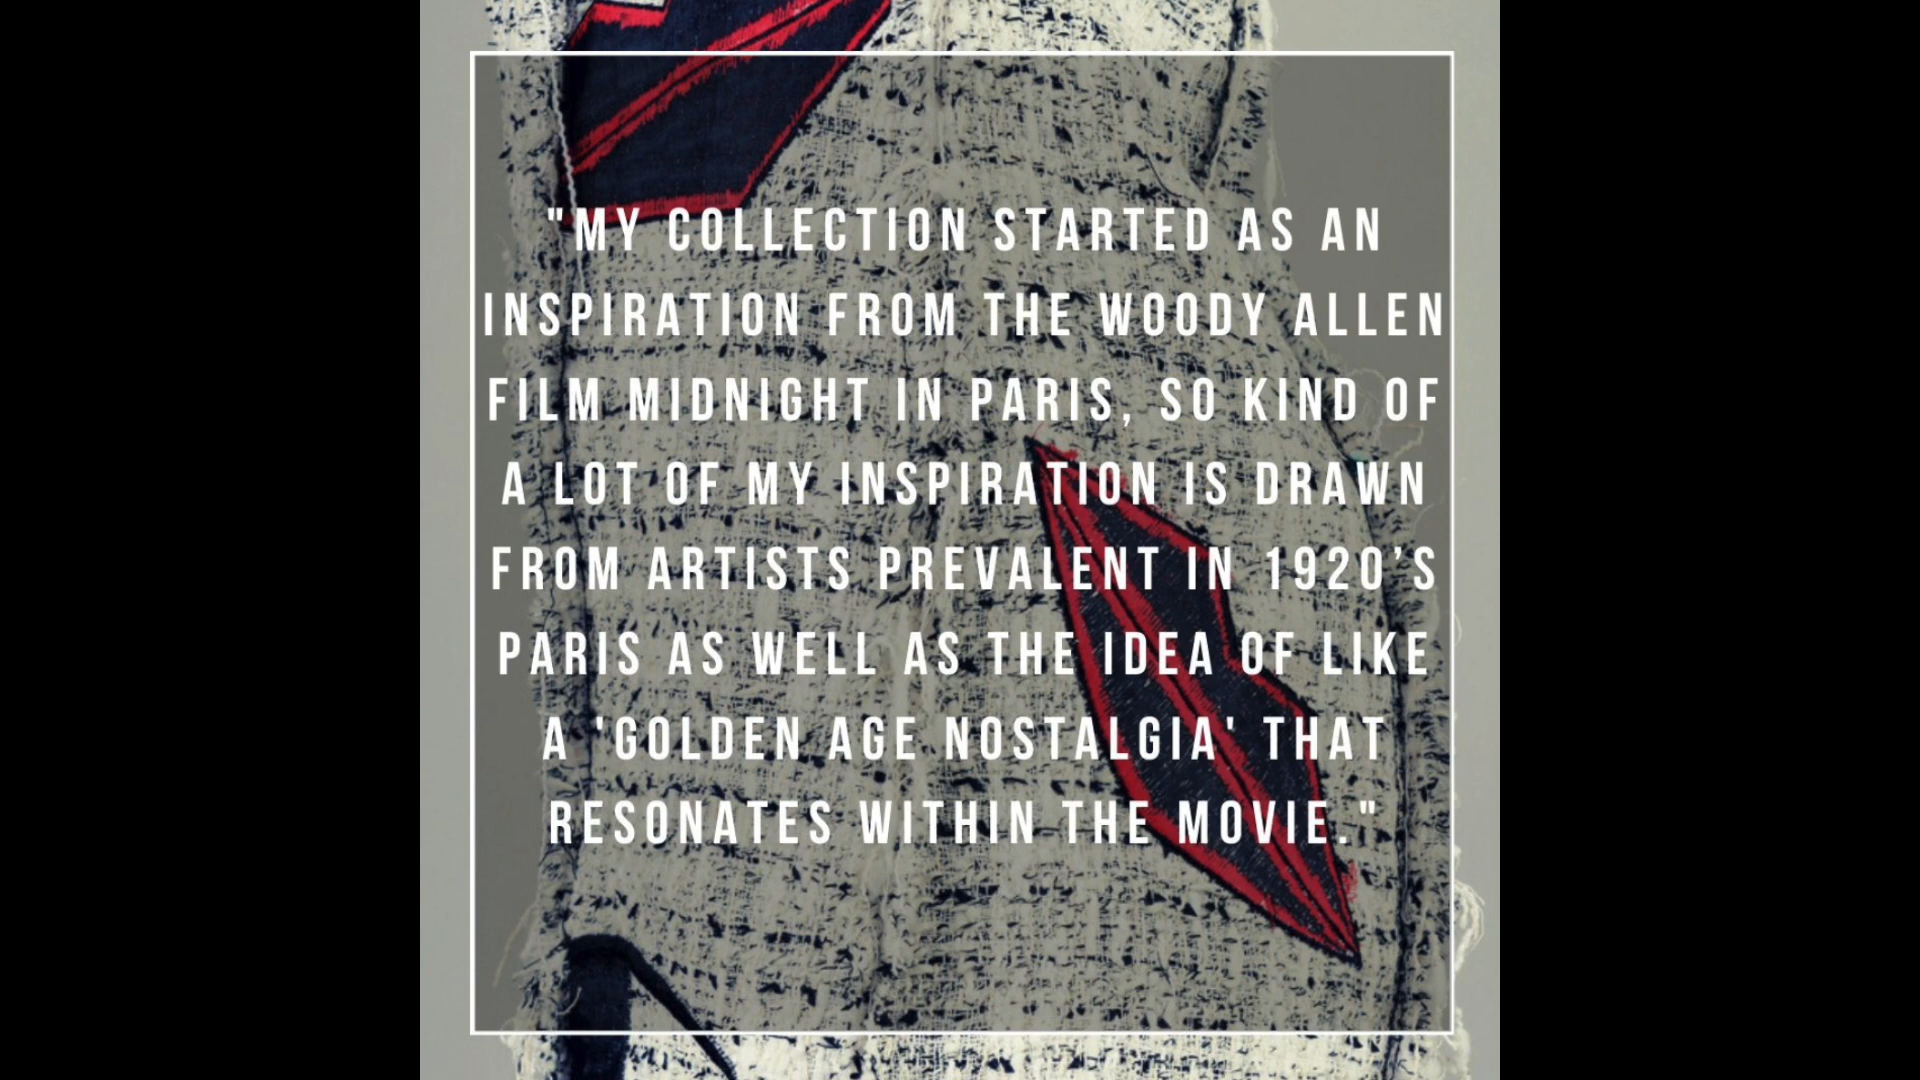 "MY COLLECTION STARTED AS AN
INSPIRATION FROM THE WOODY ALLEN
FILM MIDNIGHT IN PARIS, SO KIND OF
A LOT OF MY INSPIRATION IS DRAWN
FROM ARTISTS PREVALENT IN 1920’S
PARIS AS WELL AS THE IDEA OF LIKE
A 'GOLDEN AGE NOSTALGIA' THAT
RESONATES WITHIN THE MOVIE."